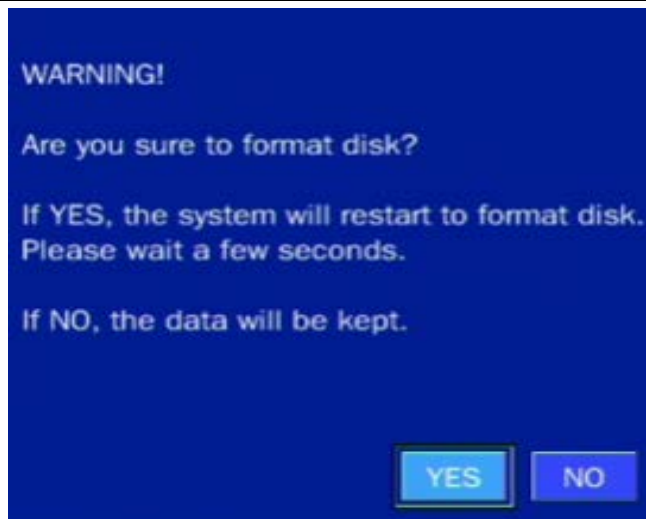 WARNING!
Are you sure to format disk?
If YES, the system will restart to format disk.
Please wait a few seconds.
If NO, the data will be kept.
YES NO